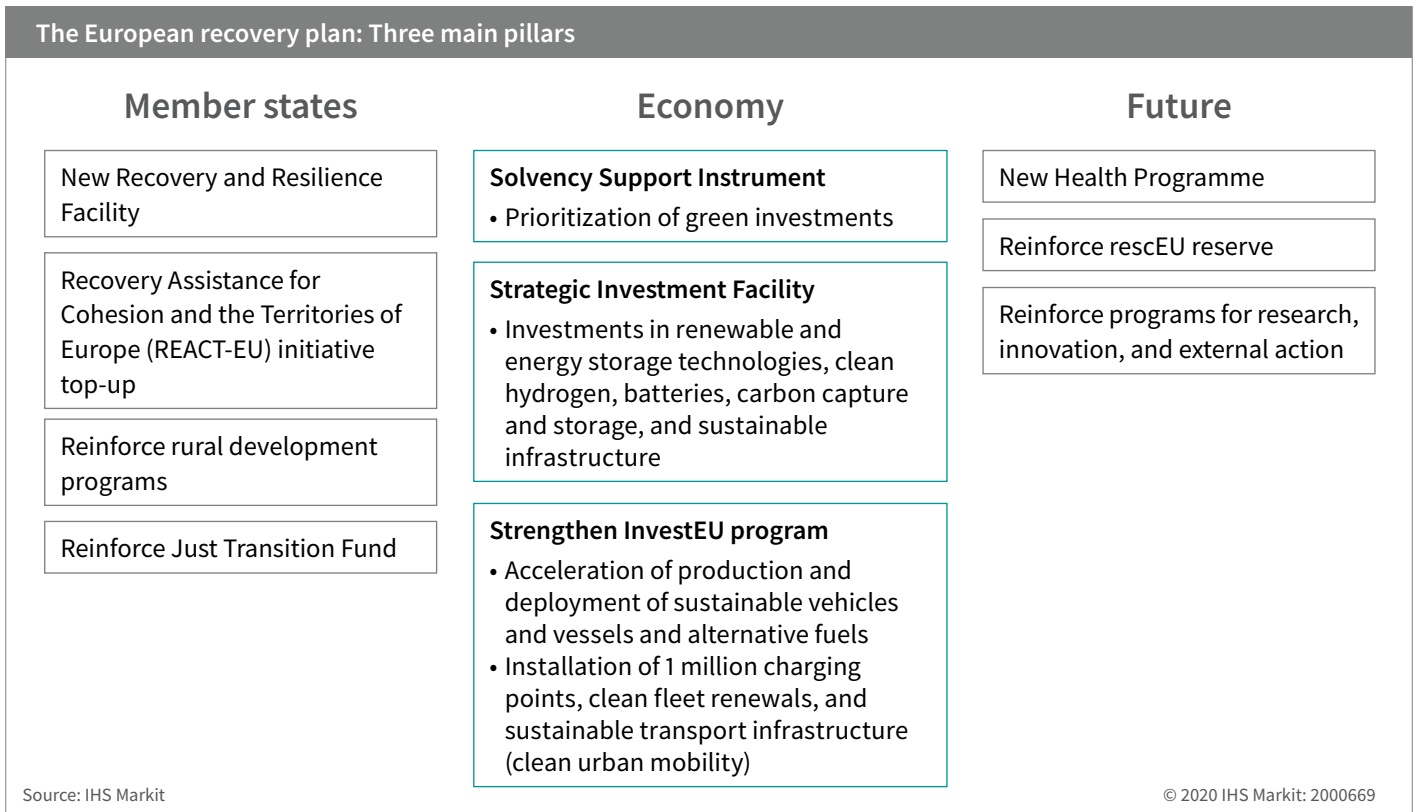 The European recovery plan: Three main pillars
Member states
New Recovery and Resilience
Facility
Recovery Assistance for
Cohesion and the Territories of
Europe (REACT-EU) initiative
top-up
Reinforce rural development
programs
Reinforce Just Transition Fund
Economy
Solvency Support Instrument
• Prioritization of green investments
Strategic Investment Facility
• Investments in renewable and
energy storage technologies, clean
hydrogen, batteries, carbon capture
and storage, and sustainable
infrastructure
Strengthen InvestEU program
• Acceleration of production and
deployment of sustainable vehicles
and vessels and alternative fuels
• Installation of 1 million charging
points, clean fleet renewals, and
sustainable transport infrastructure
(clean urban mobility)
Future
New Health Programme
Reinforce rescEU reserve
Reinforce programs for research,
innovation, and external action
Source: IHS Markit
© 2020 IHS Markit: 2000669